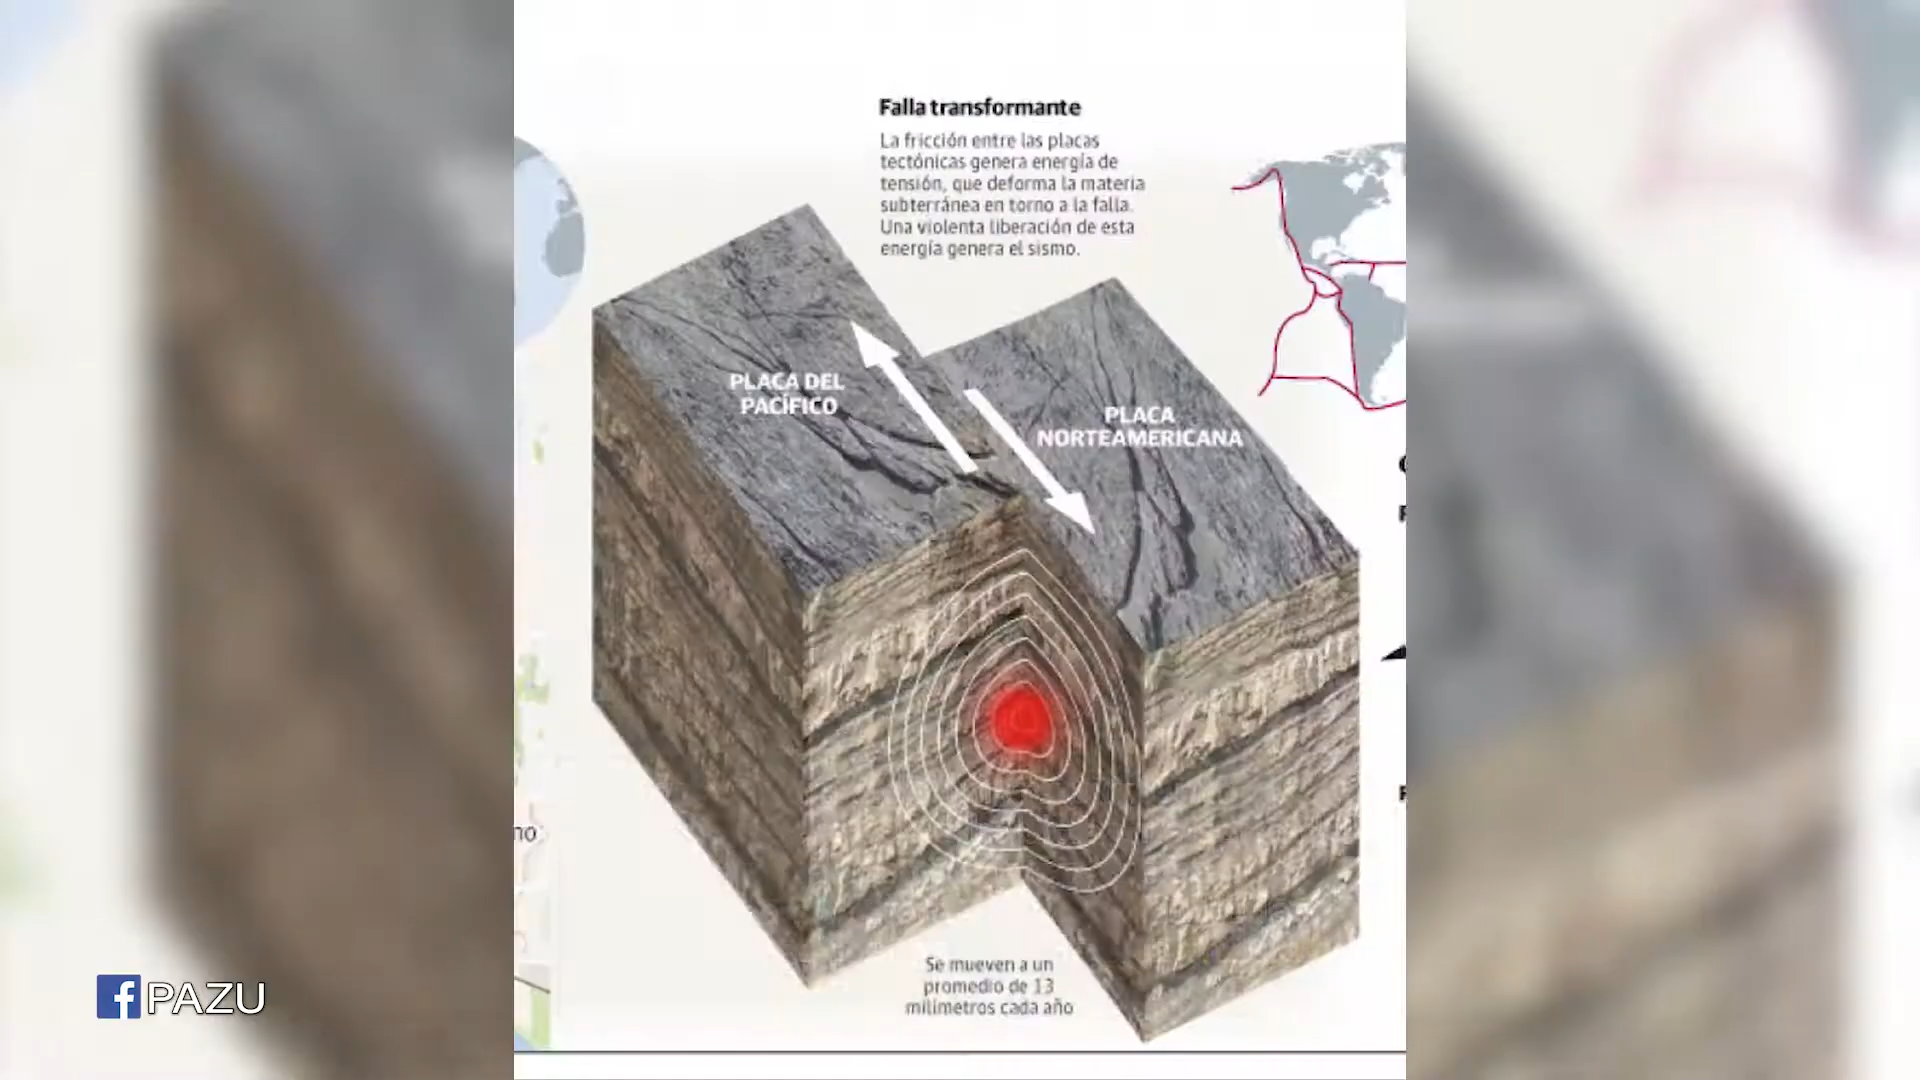 Falla transformante
La fricción entre las placas
tectónicas genera energía de
tensión, que deforma la materia
subterránea en torno a la falla.
Una violenta liberación de esta
energía genera el sismo.
PLACA DEL
PACÍFICO
PLACA
NORTEAMERICANA
no
Se mueven a un
promedio de 13
milímetros cada año
PAZU